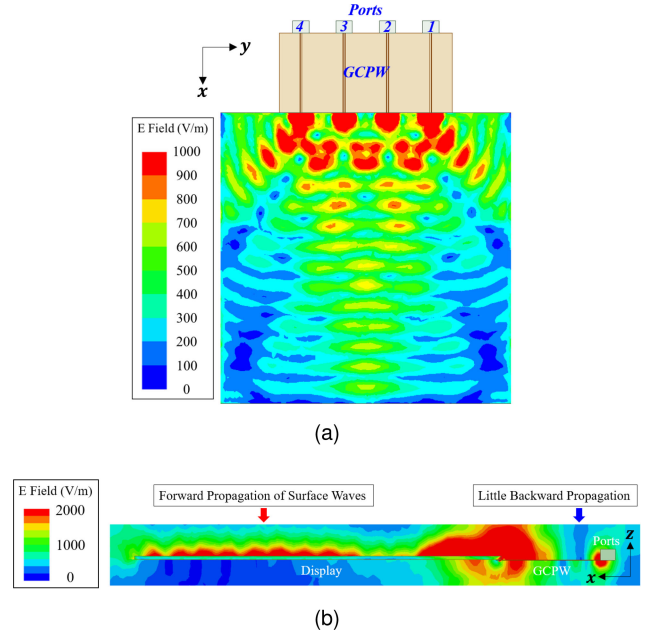 Ports
4 3 2 1
GCPW
y
x
E Field (V/m)
1000
900
800
700
600
500
400
300
200
100
0
(a)
E Field (V/m)
2000
1000
0
Forward Propagation of Surface Waves
Little Backward Propagation
Ports
z
Display
GCPW
x
(b)